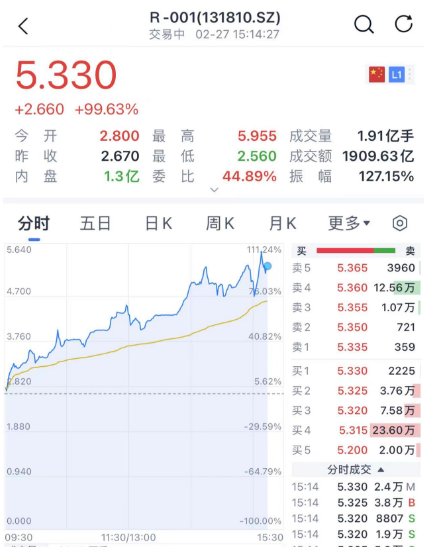 R-001(131810.SZ)
交易中 02-27 15:14:27
5.330
+2.660 +99.63%
L1
今开 2.800 最高 5.955 成交量 1.91亿手
昨收 2.670 最低 2.560 成交额 1909.63亿
内盘 1.3亿 委比 44.89% 振幅 127.15%
分时 五日 日K 周K 月K 更多
5.640 111.24%
4.700 76.03%
3.760 40.82%
2.820 5.62%
1.880 -29.59%
0.940 -64.79%
0.000 -100.00%
09:30 11:30/13:00 15:30
买 卖
卖5 5.365 3960
卖4 5.360 12.56万
卖3 5.355 1.07万
卖2 5.350 721
卖1 5.335 359
买1 5.330 2225
买2 5.325 3.76万
买3 5.320 7.58万
买4 5.315 23.60万
买5 5.200 2.00万
分时成交
15:14 5.330 2.4万 M
15:14 5.325 3.8万 B
15:14 5.320 8807 S
15:14 5.320 1.9万 S